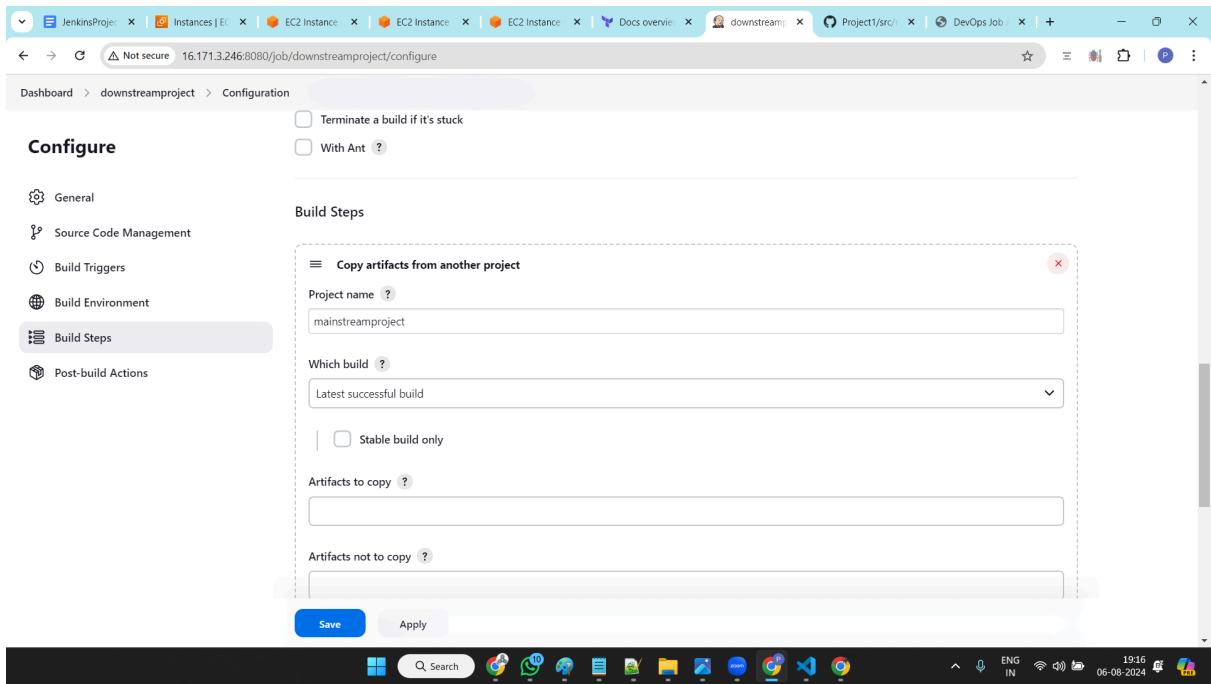 JenkinsProjec
Instances | EC
EC2 Instance
EC2 Instance
EC2 Instance
Docs overvie
downstreamp
Project1/src/
DevOps Job
Not secure 16.171.3.246:8080/job/downstreamproject/configure
P
Dashboard > downstreamproject > Configuration
Terminate a build if it's stuck
Configure
With Ant ?
General
Build Steps
Source Code Management
Copy artifacts from another project
Build Triggers
Project name ?
Build Environment
mainstreamproject
Build Steps
Which build ?
Post-build Actions
Latest successful build
Stable build only
Artifacts to copy ?
Artifacts not to copy ?
Save Apply
Search
10
P
zoom
ENG
IN
19:16
06-08-2024
PRE